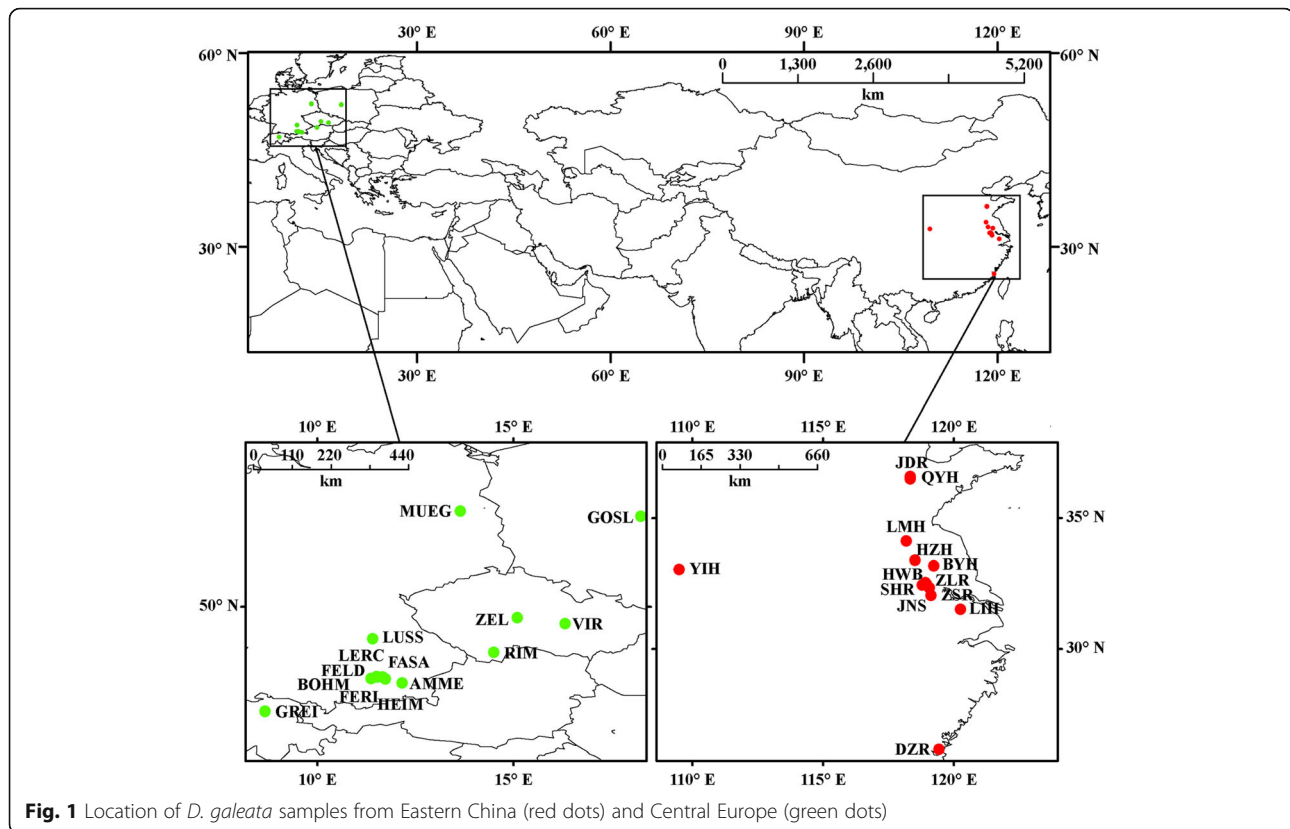 30° E 60° E 90° E 120° E
60° N 60° N
0 1,300 2,600 5,200
km
30° N 30° N
30° E 60° E 90° E 120° E
10° E 15° E
0 110 220 440
km
MUEG
GOSL
50° N
ZEL
VIR
LUSS
RIM
LERC
FASA
FELD
BOHM
AMME
FERI
HEIM
GREI
10° E 15° E
110° E 115° E 120° E
0 165 330 660
km
JDR
QYH
35° N
LMH
HZH
BYH
YIH
HWB
ZLR
SHR
ZSR
JNS
LIH
30° N
DZR
110° E 115° E 120° E
Fig. 1 Location of D. galeata samples from Eastern China (red dots) and Central Europe (green dots)